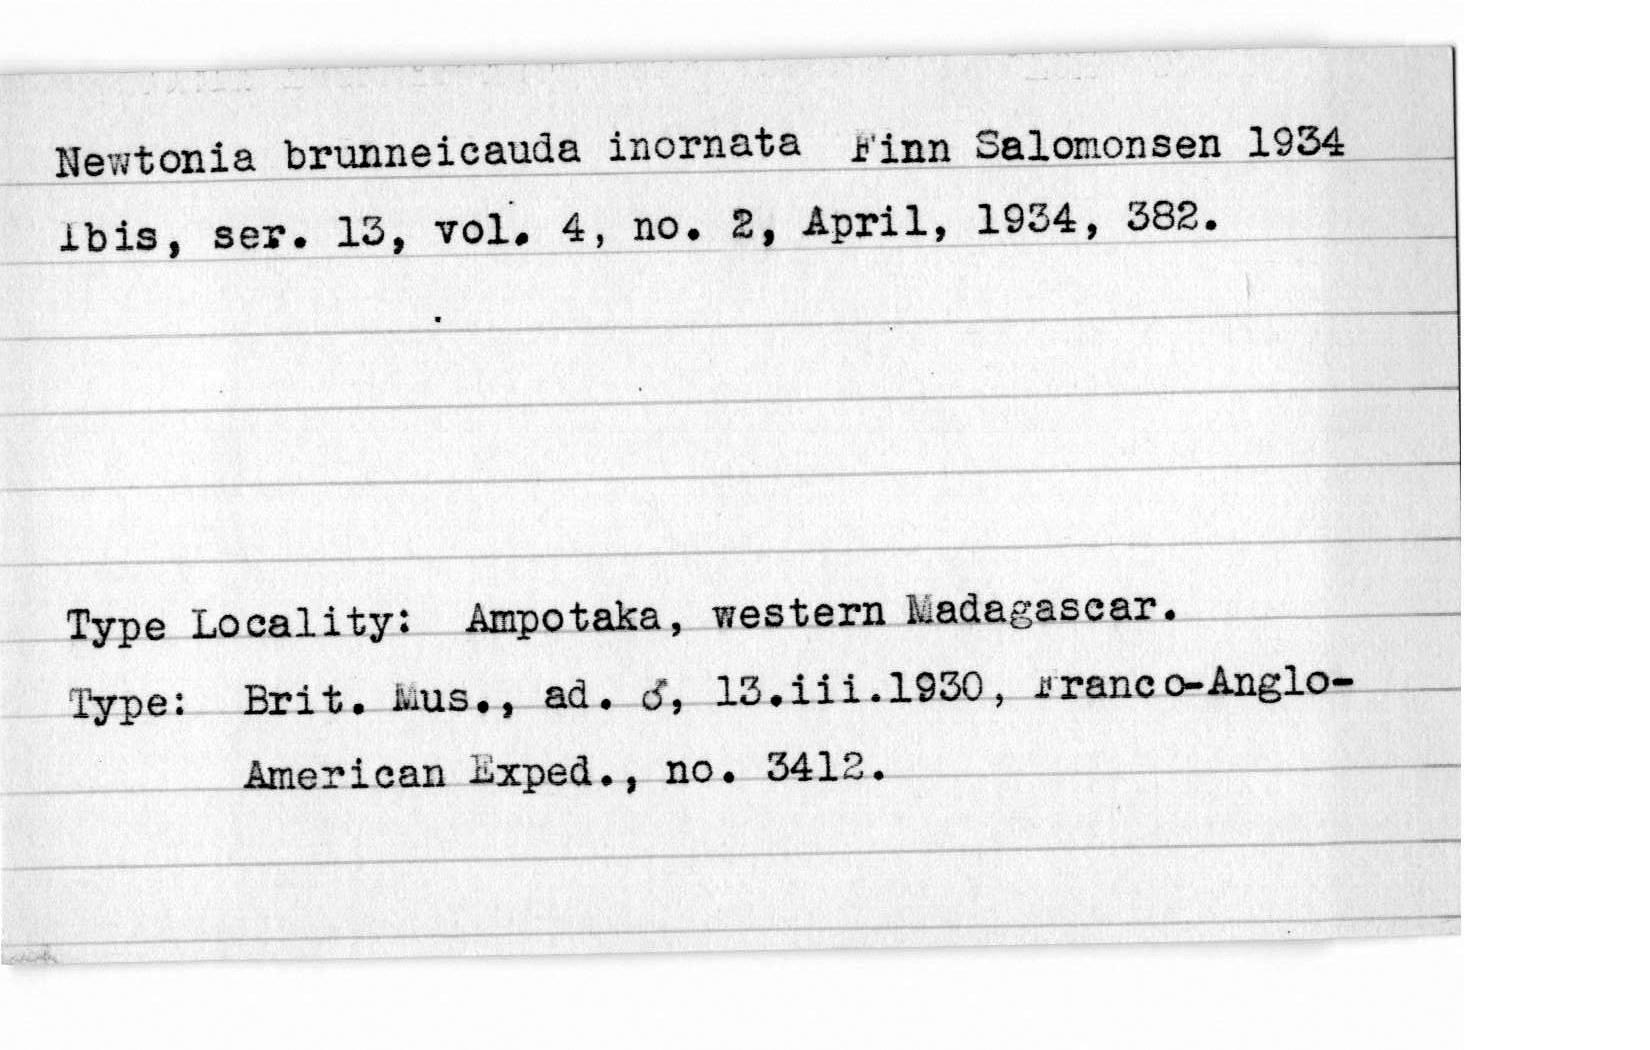 Newtonia brunneicauda inornata Finn Salomonsen 1934
Ibis, ser. 13, vol. 4, no. 2, April, 1934, 382.
Type Locality: Ampotaka, western Madagascar.
Type: Brit. Mus., ad. ♂, 13.iii.1930, Franco-Anglo-
American Exped., no. 3412.